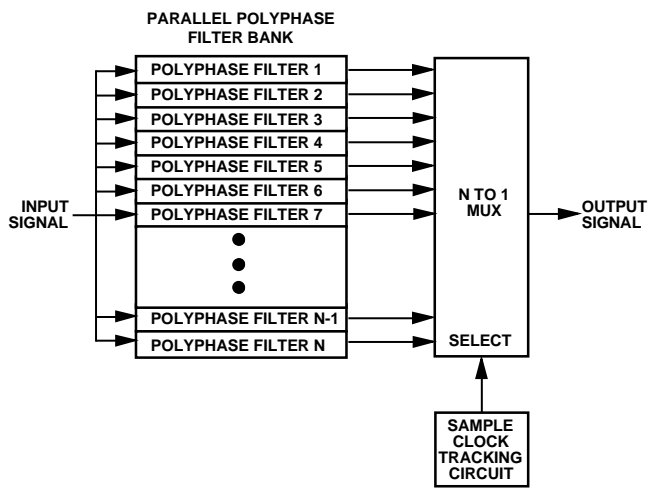 PARALLEL POLYPHASE
FILTER BANK
POLYPHASE FILTER 1
POLYPHASE FILTER 2
POLYPHASE FILTER 3
POLYPHASE FILTER 4
POLYPHASE FILTER 5
POLYPHASE FILTER 6
POLYPHASE FILTER 7
POLYPHASE FILTER N-1
POLYPHASE FILTER N
INPUT
SIGNAL
N TO 1
MUX
SELECT
OUTPUT
SIGNAL
SAMPLE
CLOCK
TRACKING
CIRCUIT